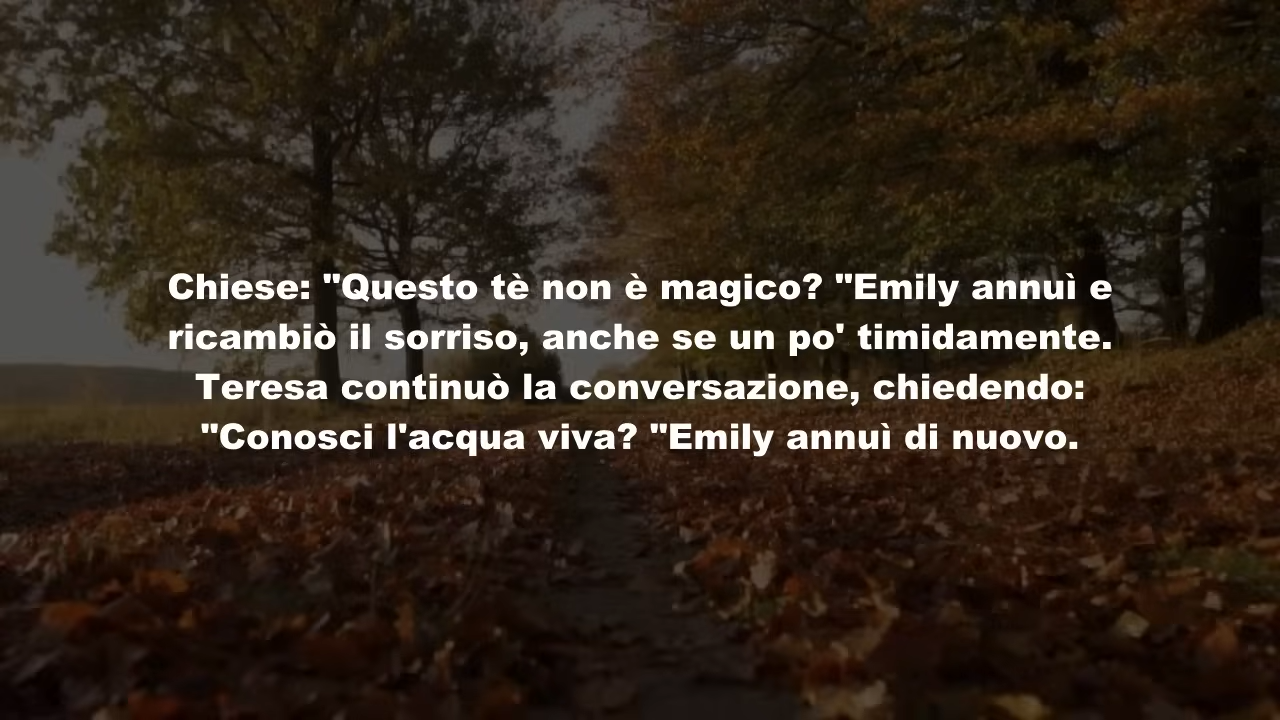 Chiese: "Questo tè non è magico? "Emily annuì e
ricambiò il sorriso, anche se un po' timidamente.
Teresa continuò la conversazione, chiedendo:
"Conosci l'acqua viva? "Emily annuì di nuovo.